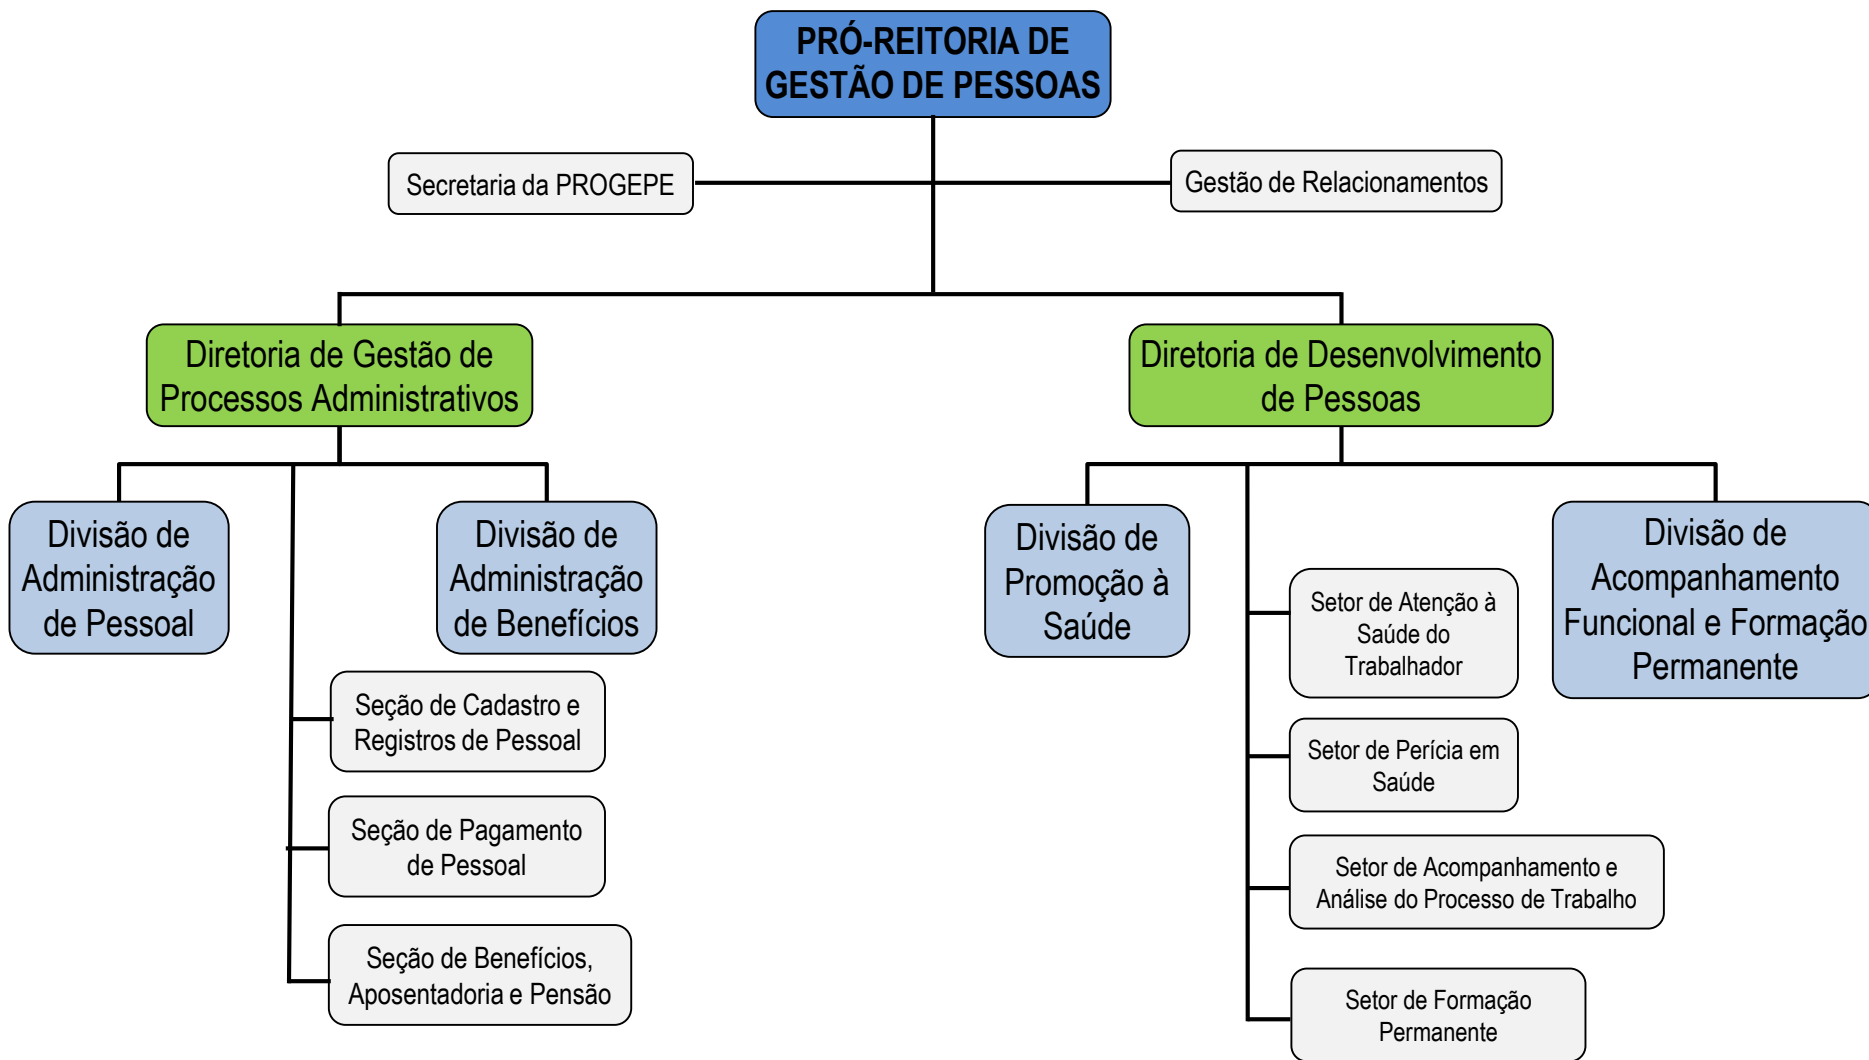 PRÓ-REITORIA DE
GESTÃO DE PESSOAS
Secretaria da PROGEPE
Gestão de Relacionamentos
Diretoria de Gestão de
Processos Administrativos
Diretoria de Desenvolvimento
de Pessoas
Divisão de
Administração
de Pessoal
Divisão de
Administração
de Benefícios
Divisão de
Promoção à
Saúde
Divisão de
Acompanhamento
Funcional e Formação
Permanente
Seção de Cadastro e
Registros de Pessoal
Seção de Pagamento
de Pessoal
Seção de Benefícios,
Aposentadoria e Pensão
Setor de Atenção à
Saúde do
Trabalhador
Setor de Perícia em
Saúde
Setor de Acompanhamento e
Análise do Processo de Trabalho
Setor de Formação
Permanente